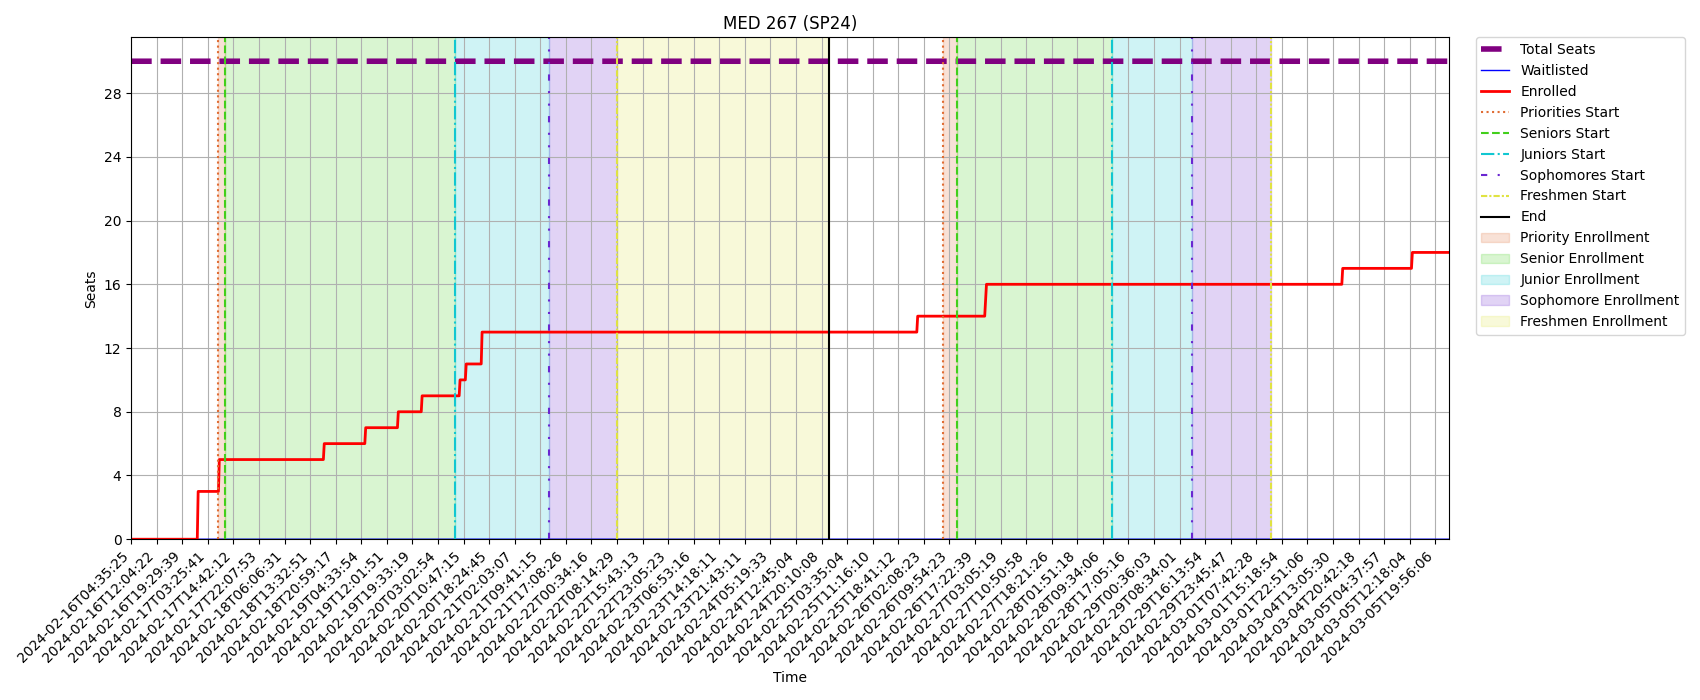 MED 267 (SP24)
Seats
28
24
20
16
12
8
4
0
2024-02-16T04:35:25
2024-02-16T12:04:22
2024-02-16T19:29:39
2024-02-17T03:25:41
2024-02-17T14:42:12
2024-02-17T22:07:53
2024-02-18T06:06:31
2024-02-18T13:32:51
2024-02-18T20:59:17
2024-02-19T04:33:54
2024-02-19T12:01:51
2024-02-19T19:33:19
2024-02-20T03:02:54
2024-02-20T10:47:15
2024-02-20T18:24:45
2024-02-21T02:03:07
2024-02-21T09:41:15
2024-02-21T17:08:26
2024-02-22T00:34:16
2024-02-22T08:14:29
2024-02-22T15:43:13
2024-02-22T23:05:23
2024-02-23T06:53:16
2024-02-23T14:18:11
2024-02-23T21:43:11
2024-02-24T05:19:33
2024-02-24T12:45:04
2024-02-24T20:10:08
2024-02-25T03:35:04
2024-02-25T11:16:10
2024-02-25T18:41:12
2024-02-26T02:08:23
2024-02-26T09:54:23
2024-02-26T17:22:39
2024-02-27T03:05:19
2024-02-27T10:50:58
2024-02-27T18:21:26
2024-02-28T01:51:18
2024-02-28T09:34:06
2024-02-28T17:05:16
2024-02-29T00:36:03
2024-02-29T08:34:01
2024-02-29T16:13:54
2024-02-29T23:45:47
2024-03-01T07:42:28
2024-03-01T15:18:54
2024-03-01T22:51:06
2024-03-04T13:05:30
2024-03-04T20:42:18
2024-03-05T04:37:57
2024-03-05T12:18:04
2024-03-05T19:56:06
Time
Total Seats
Waitlisted
Enrolled
Priorities Start
Seniors Start
Juniors Start
Sophomores Start
Freshmen Start
End
Priority Enrollment
Senior Enrollment
Junior Enrollment
Sophomore Enrollment
Freshmen Enrollment